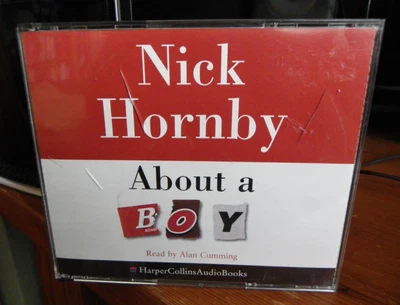 Nick
Hornby
About a
BOY
Read by Alan Cumming
HarperCollinsAudioBooks